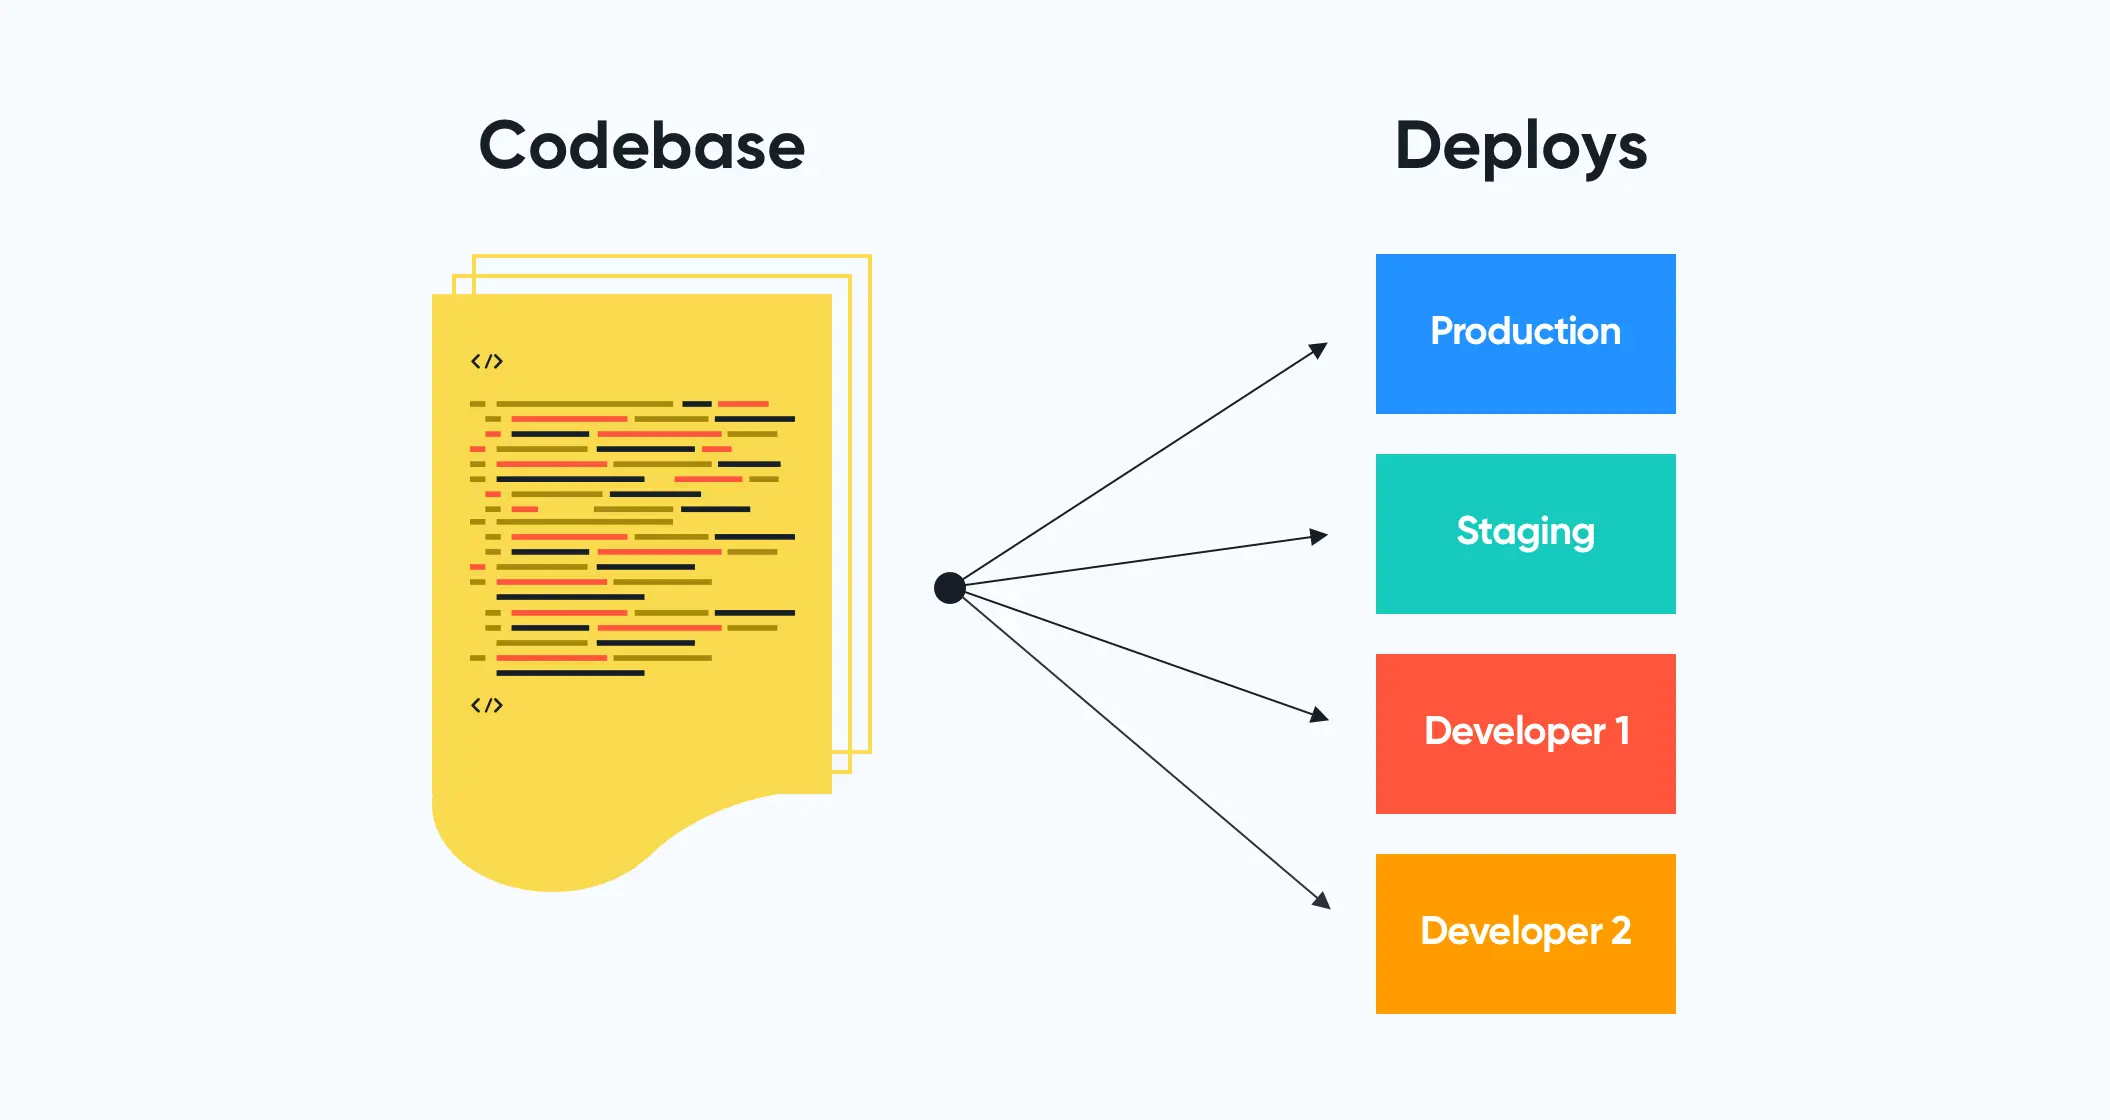 Codebase
Deploys
</>
</>
Production
Staging
Developer 1
Developer 2